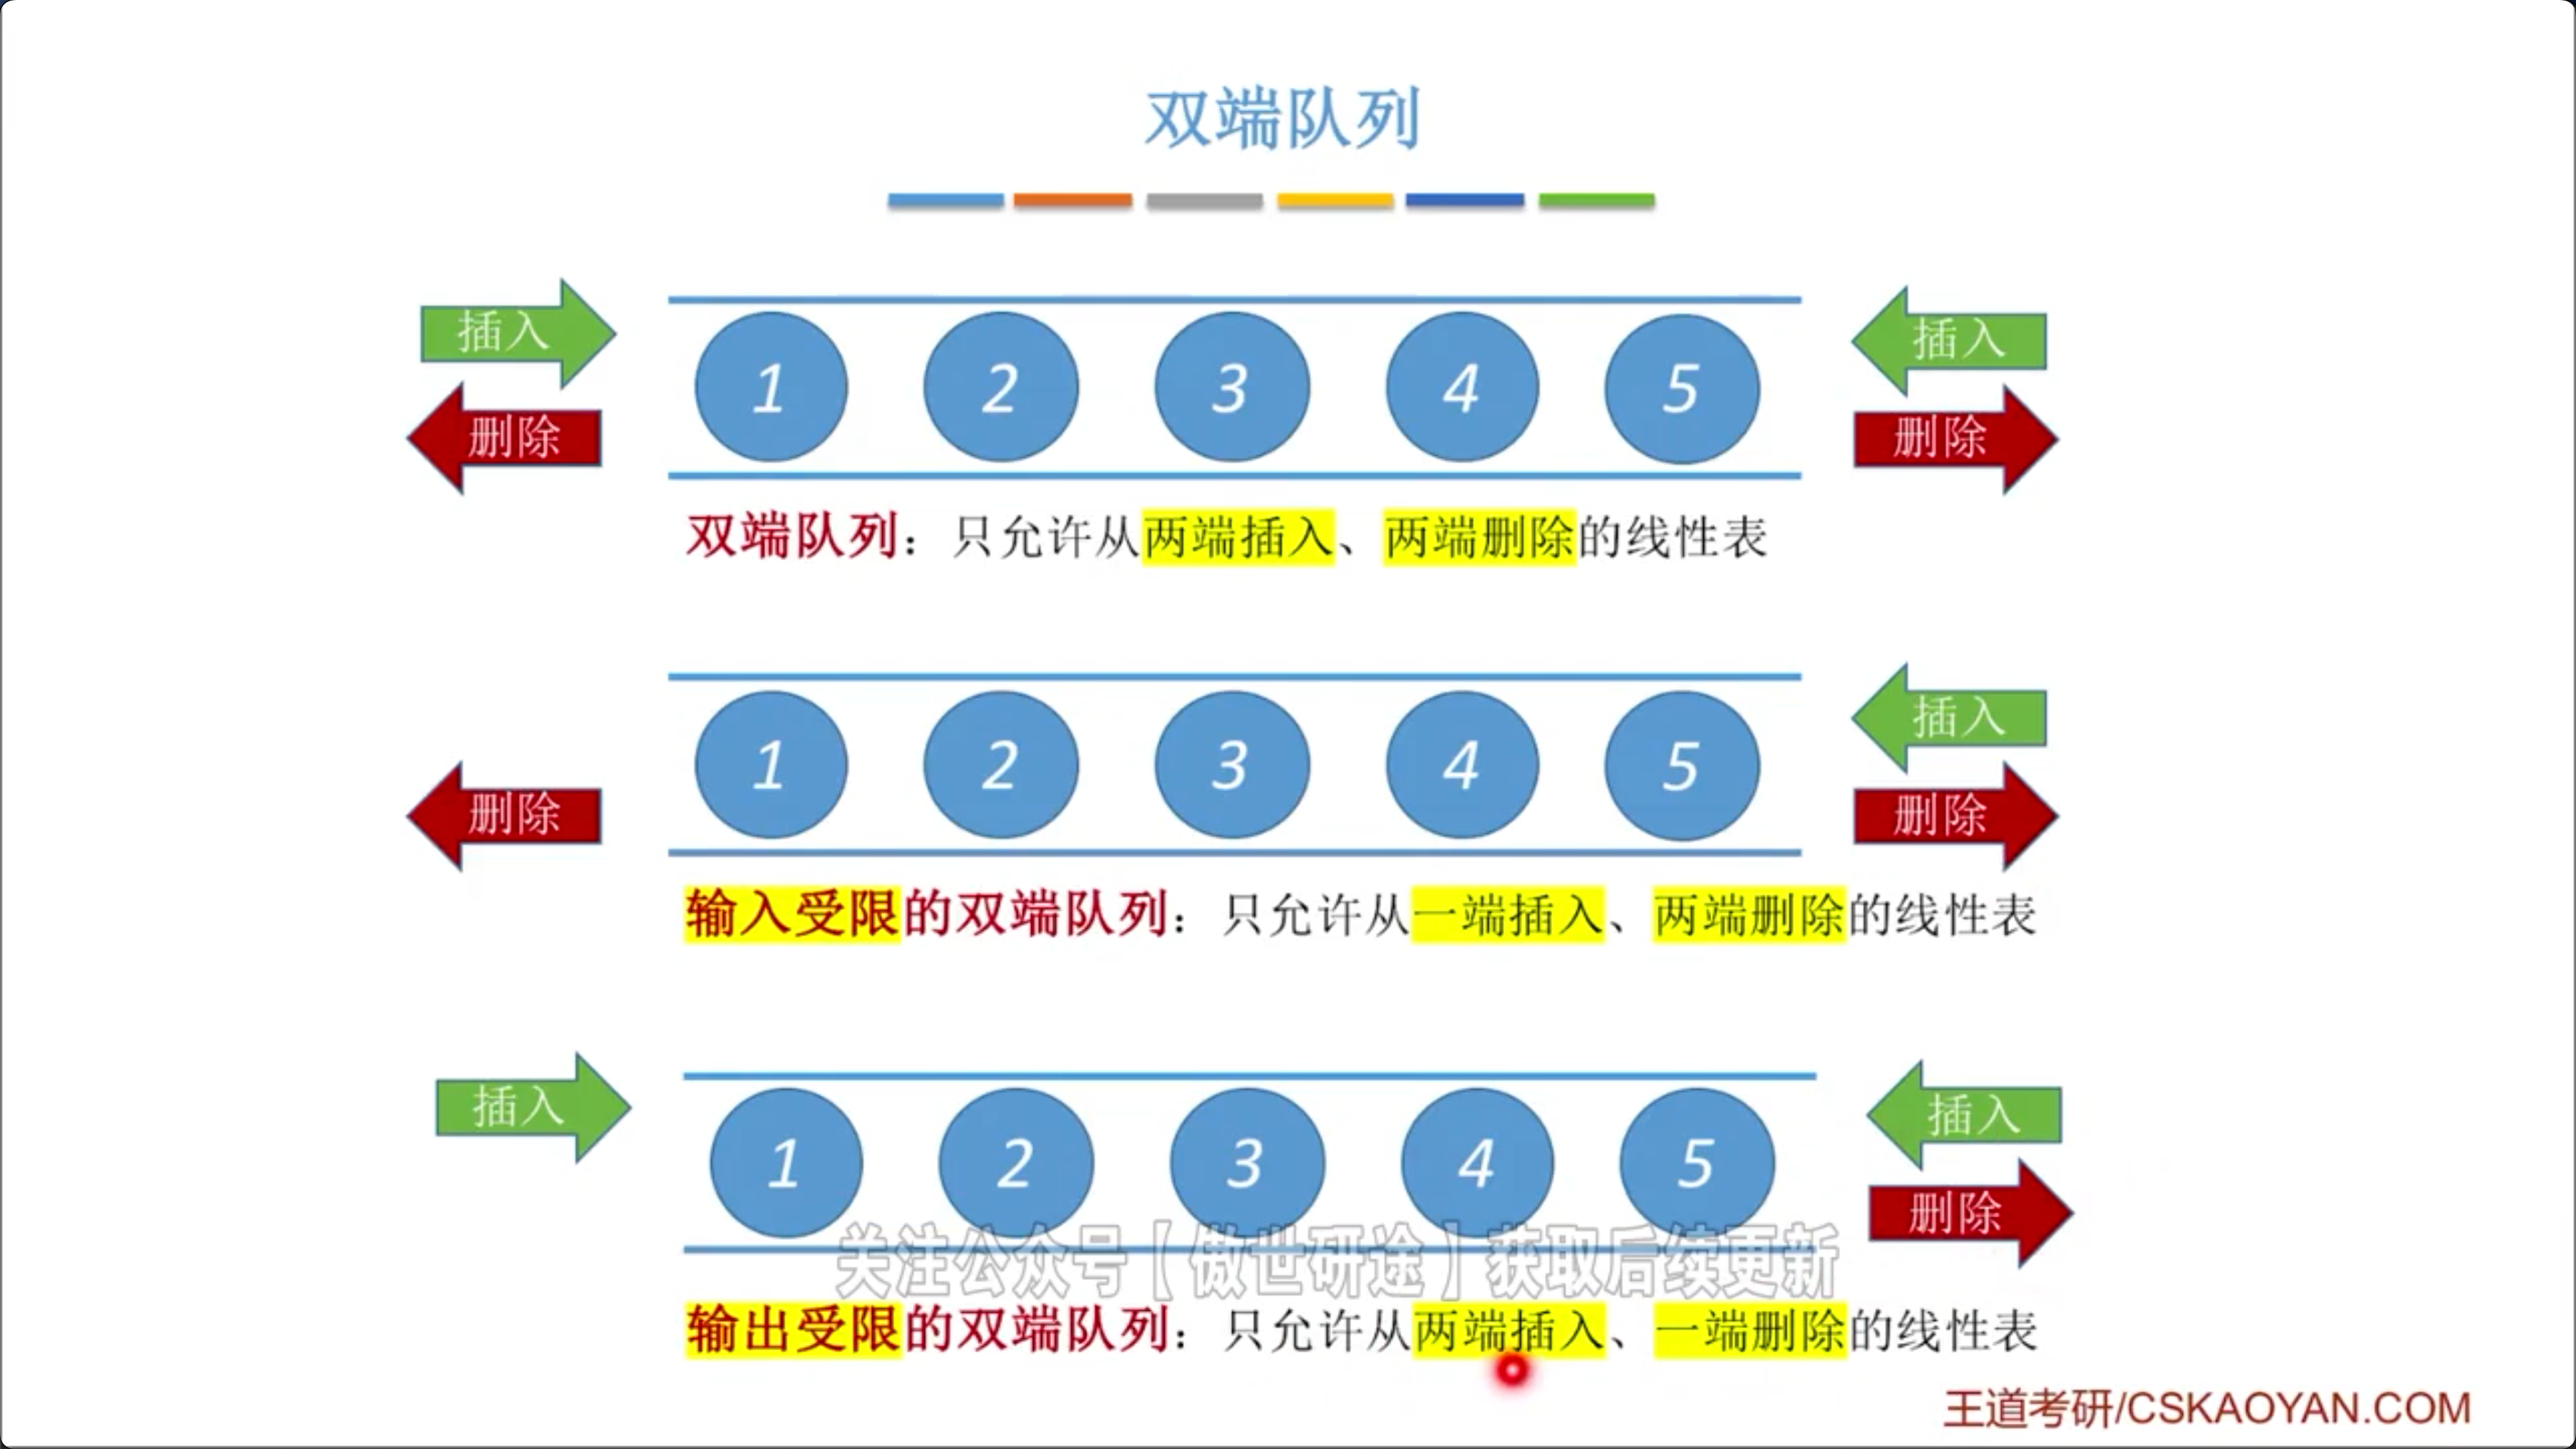 双端队列
插入 插入
1 2 3 4 5
删除 删除
双端队列：只允许从两端插入、两端删除的线性表
插入
1 2 3 4 5
删除 删除
输入受限的双端队列：只允许从一端插入、两端删除的线性表
插入 插入
1 2 3 4 5
删除
关注公众号【傲世研途】获取后续更新
输出受限的双端队列：只允许从两端插入、一端删除的线性表
王道考研/CSKAOYAN.COM